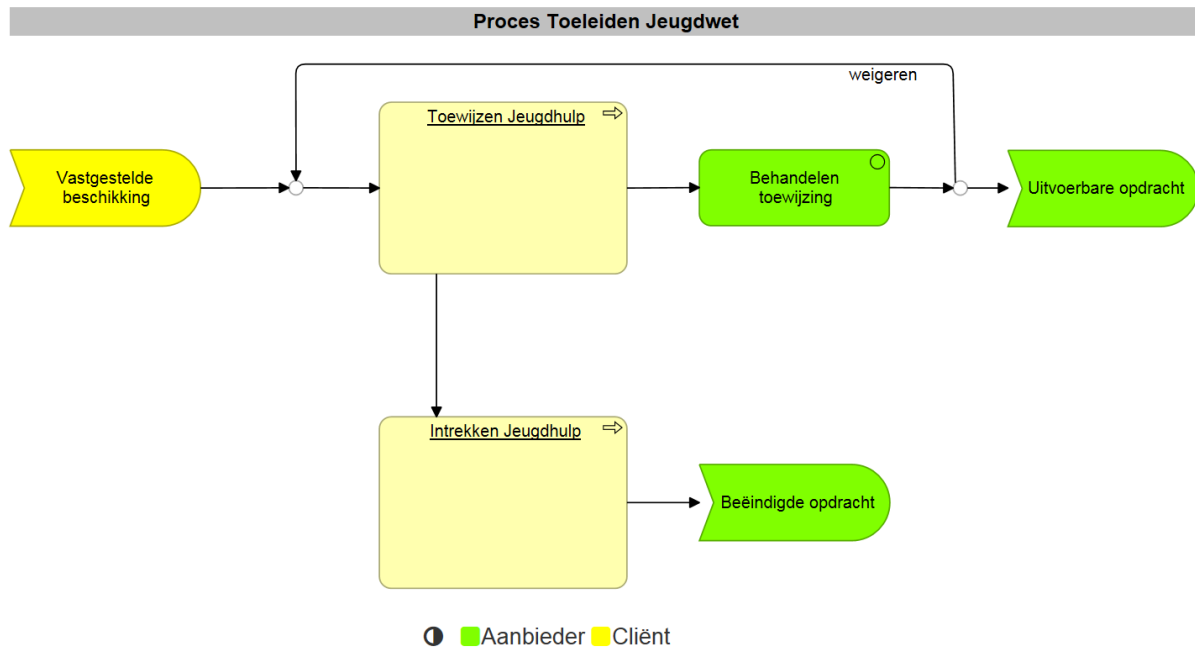 Proces Toeleiden Jeugdwet
weigeren
Toewijzen Jeugdhulp
Vastgestelde
beschikking
Behandelen
toewijzing
Uitvoerbare opdracht
Intrekken Jeugdhulp
Beëindigde opdracht
Aanbieder Cliënt